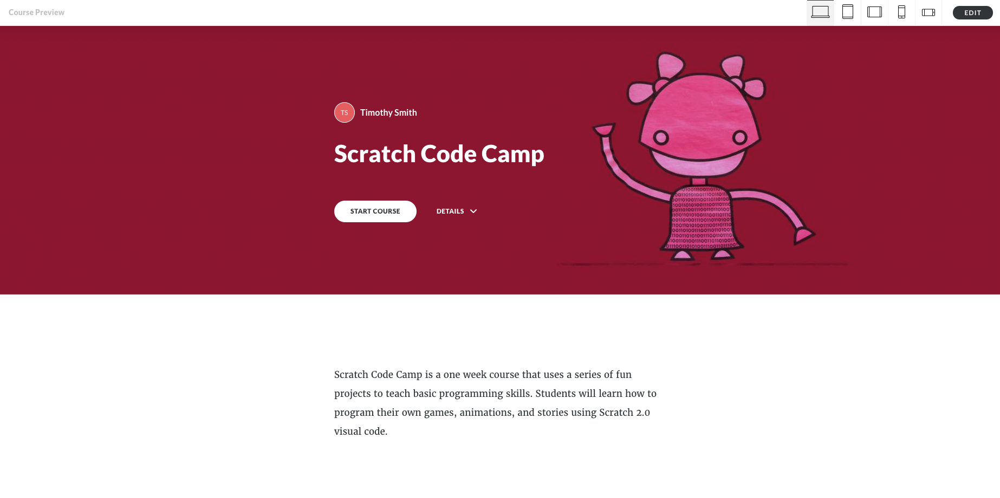 Course Preview
EDIT
TS
Timothy Smith
Scratch Code Camp
START COURSE
DETAILS
Scratch Code Camp is a one week course that uses a series of fun
projects to teach basic programming skills. Students will learn how to
program their own games, animations, and stories using Scratch 2.0
visual code.